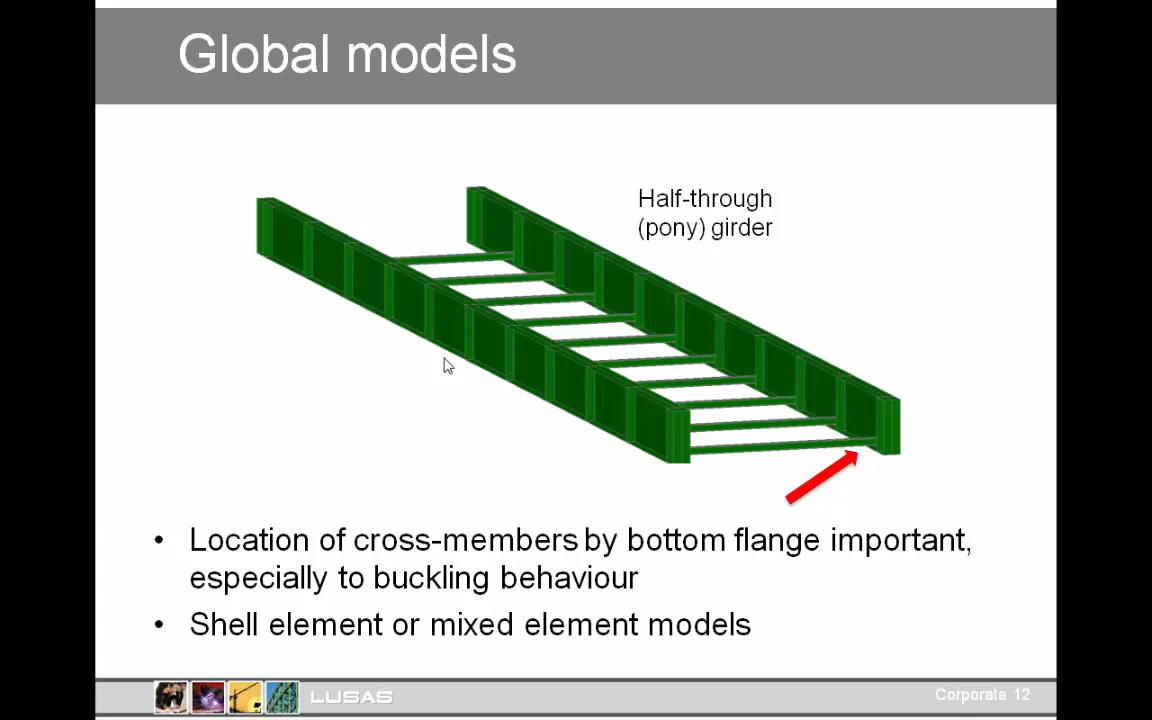 Global models
Half-through
(pony) girder
• Location of cross-members by bottom flange important,
especially to buckling behaviour
• Shell element or mixed element models
LUSAS
Corporate 12